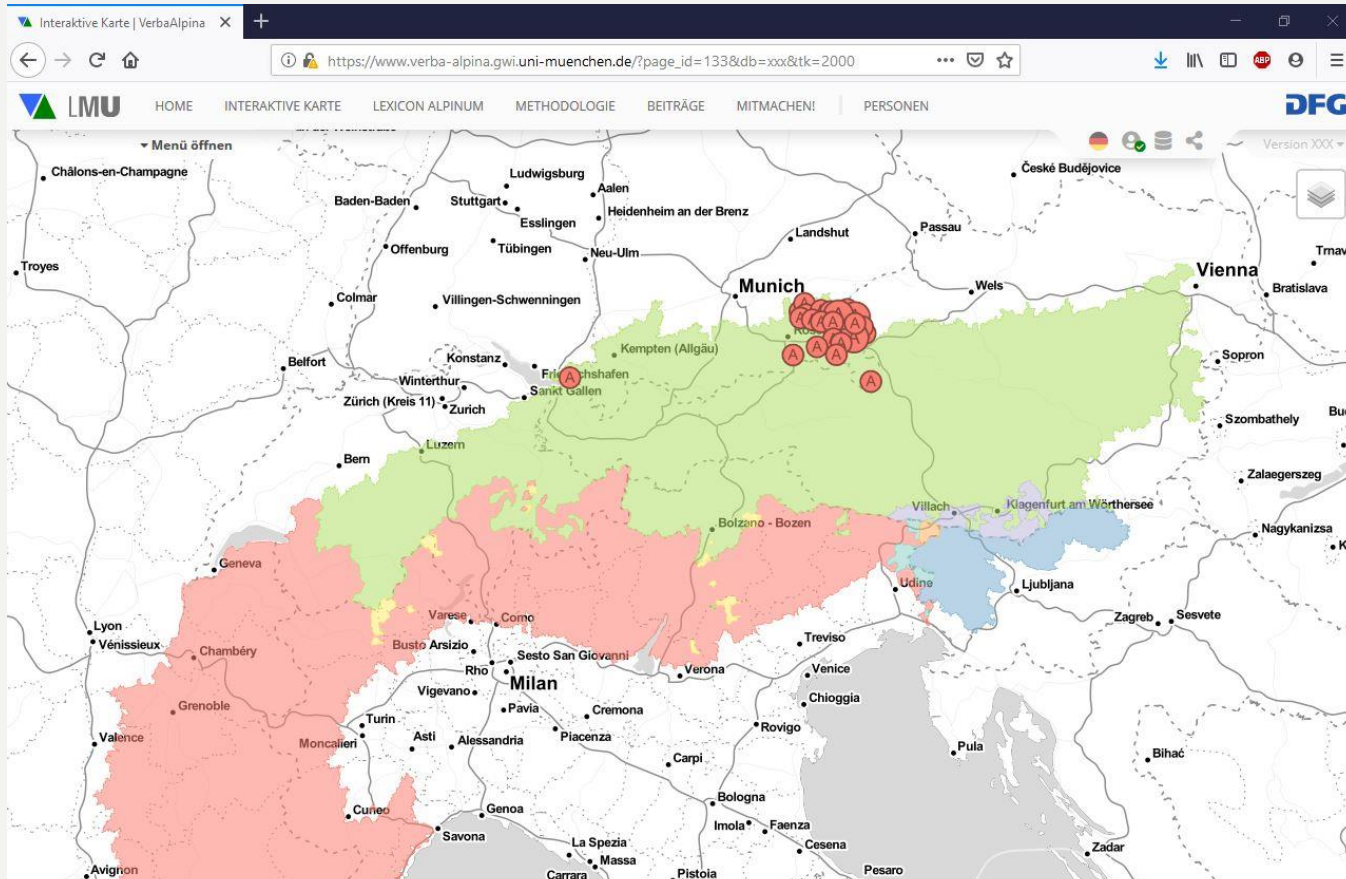 Interaktive Karte | VerbaAlpina
https://www.verba-alpina.gwi.uni-muenchen.de/?page_id=133&db=xxx&tk=2000
ABP
LMU HOME INTERAKTIVE KARTE LEXICON ALPINUM METHODOLOGIE BEITRÄGE MITMACHEN! PERSONEN DFG
Menü öffnen
Version XXX
Châlons-en-Champagne
České Budějovice
Ludwigsburg
Aalen
Baden-Baden
Stuttgart
Esslingen
Heidenheim an der Brenz
Landshut
Passau
Offenburg
Tübingen
Neu-Ulm
Troyes
Trnav
Vienna
Munich
Wels
Bratislava
Colmar
Villingen-Schwenningen
A
Kempten (Allgäu)
Konstanz
Belfort
Sopron
A
Winterthur
Sankt Gallen
Zürich (Kreis 11)
Zurich
Szombathely
Luzern
Bern
Zalaegerszeg
Villach
Klagenfurt am Wörthersee
Bolzano - Bozen
Nagykanizsa
Geneva
Udine
Ljubljana
Varese
Como
Zagreb
Sesvete
Lyon
Vénissieux
Chambéry
Busto Arsizio
Sesto San Giovanni
Treviso
Rho
Milan
Verona
Venice
Vigevano
Chioggia
Grenoble
Pavia
Cremona
Turin
Rovigo
Valence
Moncalieri
Asti
Alessandria
Piacenza
Pula
Bihać
Carpi
Cuneo
Genoa
Bologna
Savona
Imola
Faenza
La Spezia
Cesena
Massa
Zadar
Avignon
Carrara
Pistoia
Pesaro